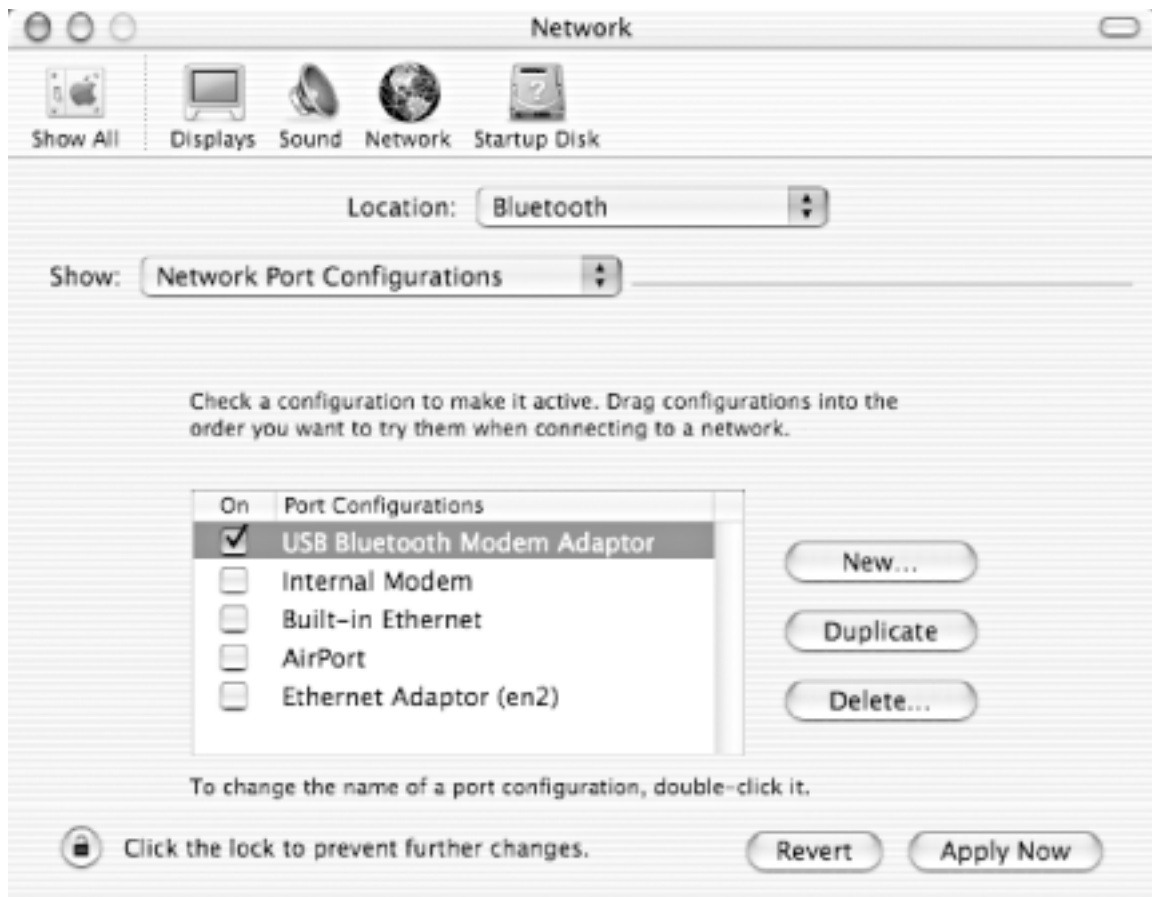 Network
Show All Displays Sound Network Startup Disk
Location: Bluetooth
Show: Network Port Configurations
Check a configuration to make it active. Drag configurations into the
order you want to try them when connecting to a network.
On Port Configurations
USB Bluetooth Modem Adaptor
Internal Modem
Built-in Ethernet
AirPort
Ethernet Adaptor (en2)
New...
Duplicate
Delete...
To change the name of a port configuration, double-click it.
Click the lock to prevent further changes.
Revert Apply Now